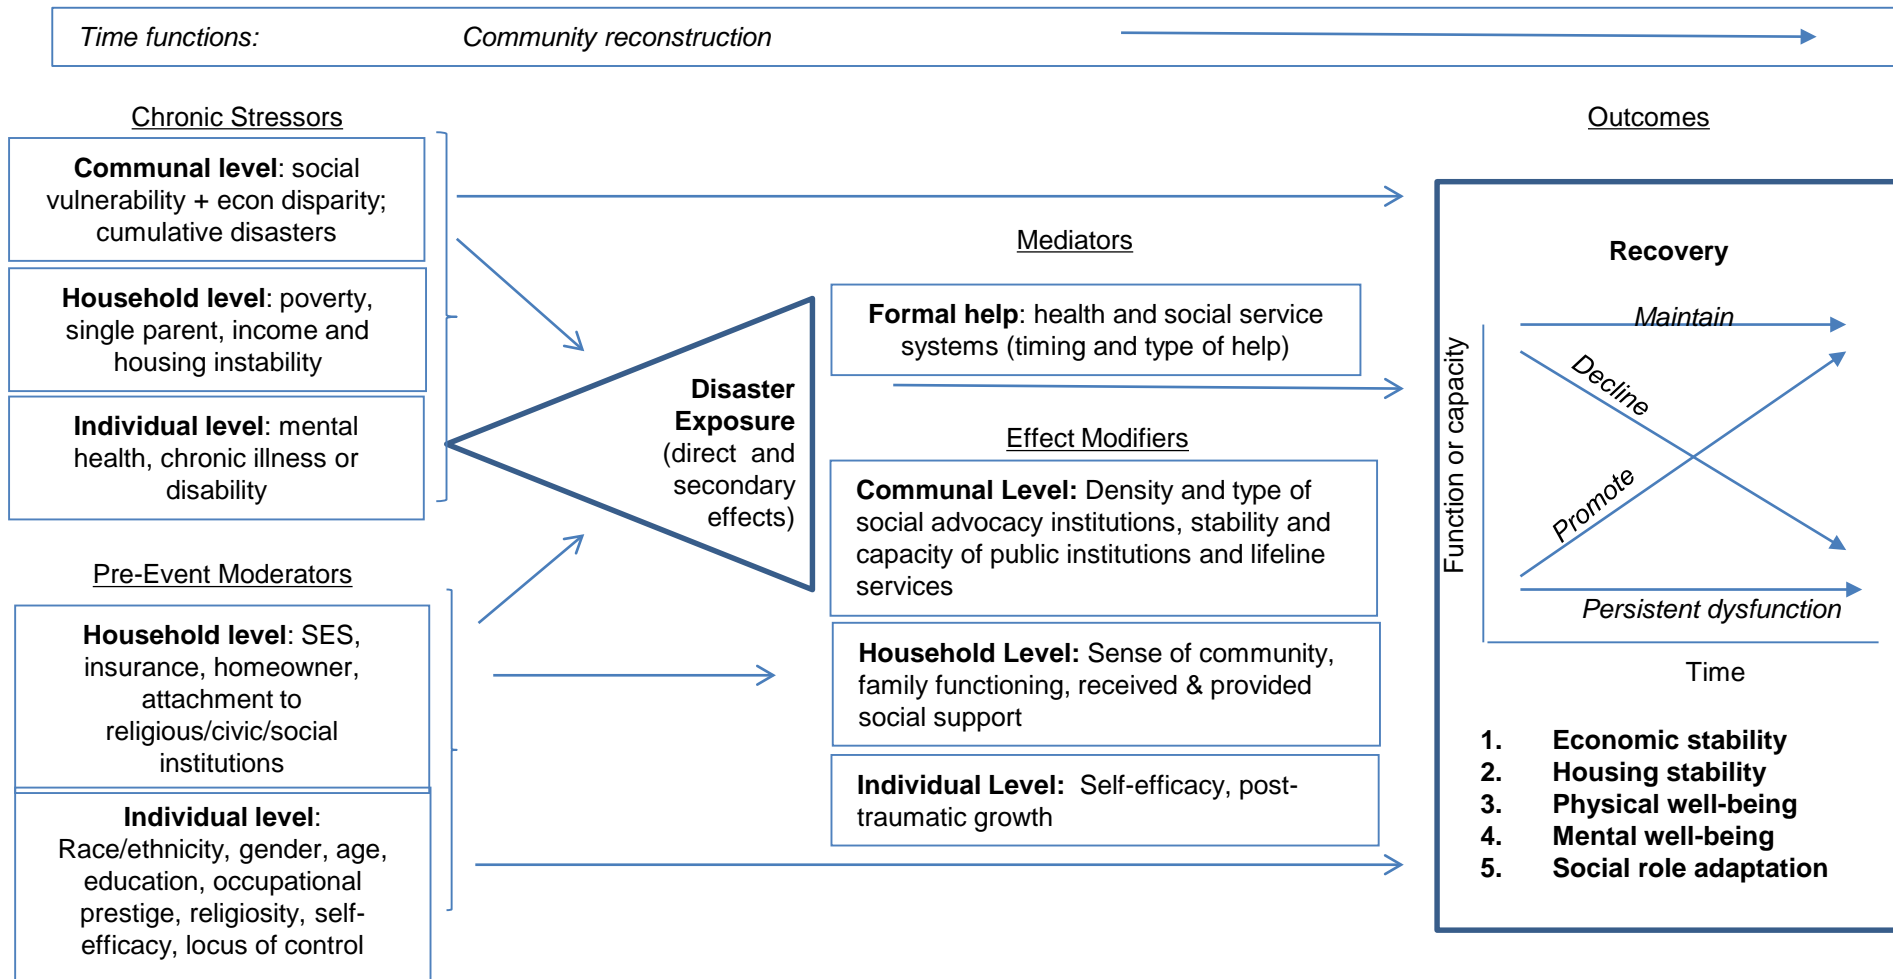 Time functions: Community reconstruction
Chronic Stressors
Communal level: social
vulnerability + econ disparity;
cumulative disasters
Household level: poverty,
single parent, income and
housing instability
Individual level: mental
health, chronic illness or
disability
Pre-Event Moderators
Household level: SES,
insurance, homeowner,
attachment to
religious/civic/social
institutions
Individual level:
Race/ethnicity, gender, age,
education, occupational
prestige, religiosity, self-
efficacy, locus of control
Disaster
Exposure
(direct and
secondary
effects)
Mediators
Formal help: health and social service
systems (timing and type of help)
Effect Modifiers
Communal Level: Density and type of
social advocacy institutions, stability and
capacity of public institutions and lifeline
services
Household Level: Sense of community,
family functioning, received & provided
social support
Individual Level: Self-efficacy, post-
traumatic growth
Outcomes
Recovery
Function or capacity
Maintain
Decline
Promote
Persistent dysfunction
Time
1. Economic stability
2. Housing stability
3. Physical well-being
4. Mental well-being
5. Social role adaptation